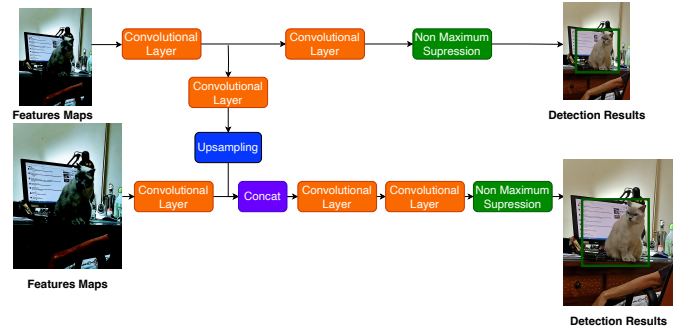 Convolutional
Layer
Convolutional
Layer
Non Maximum
Supression
Features Maps
Detection Results
Convolutional
Layer
Upsampling
Convolutional
Layer
Concat
Convolutional
Layer
Convolutional
Layer
Non Maximum
Supression
Features Maps
Detection Results